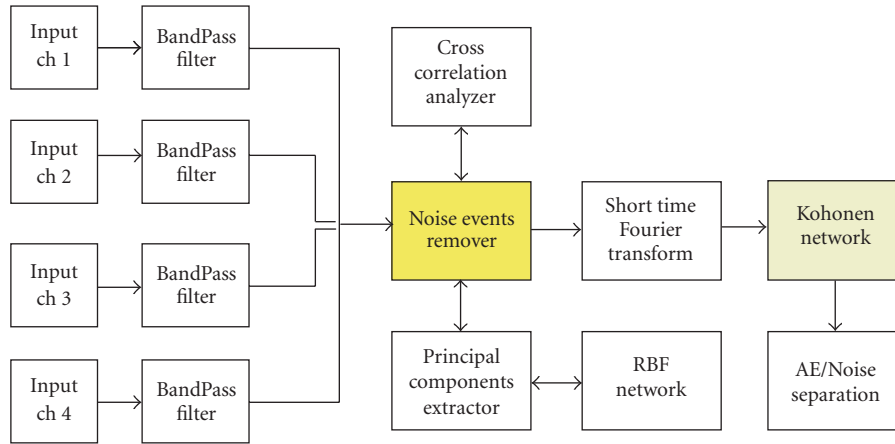 Input
ch 1
BandPass
filter
Input
ch 2
BandPass
filter
Input
ch 3
BandPass
filter
Input
ch 4
BandPass
filter
Cross
correlation
analyzer
Noise events
remover
Principal
components
extractor
Short time
Fourier
transform
RBF
network
Kohonen
network
AE/Noise
separation